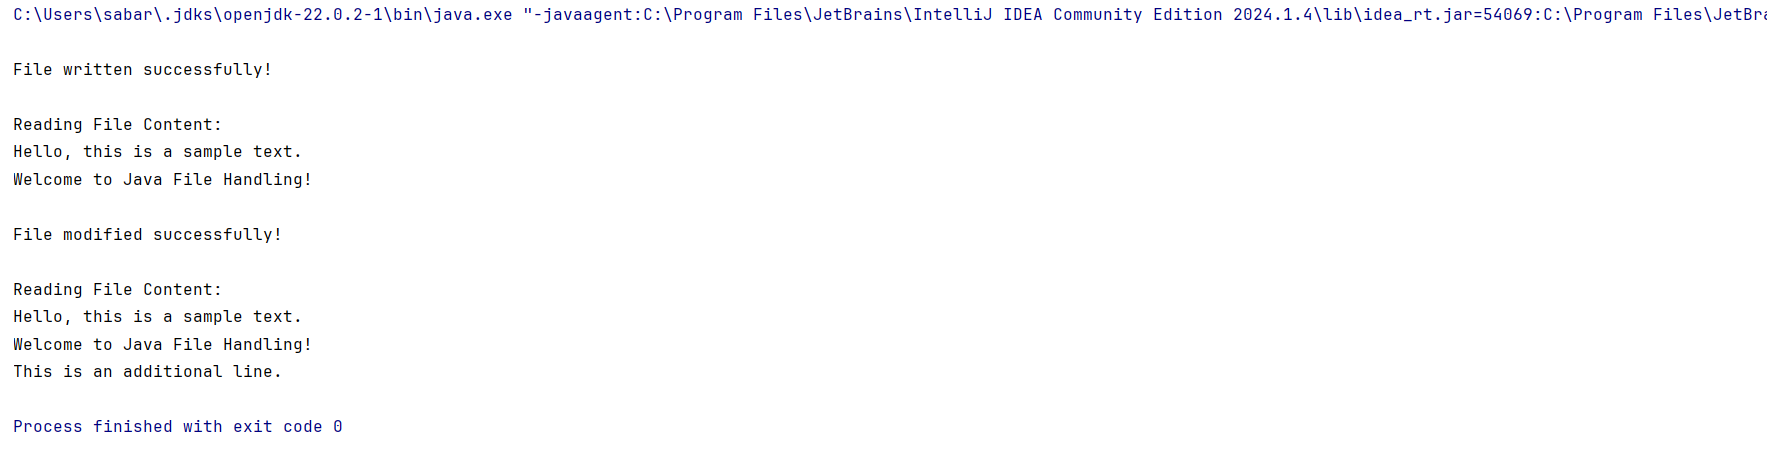 C:\Users\sabar\.jdks\openjdk-22.0.2-1\bin\java.exe "-javaagent:C:\Program Files\JetBrains\IntelliJ IDEA Community Edition 2024.1.4\lib\idea_rt.jar=54069:C:\Program Files\JetBra
File written successfully!
Reading File Content:
Hello, this is a sample text.
Welcome to Java File Handling!
File modified successfully!
Reading File Content:
Hello, this is a sample text.
Welcome to Java File Handling!
This is an additional line.
Process finished with exit code 0